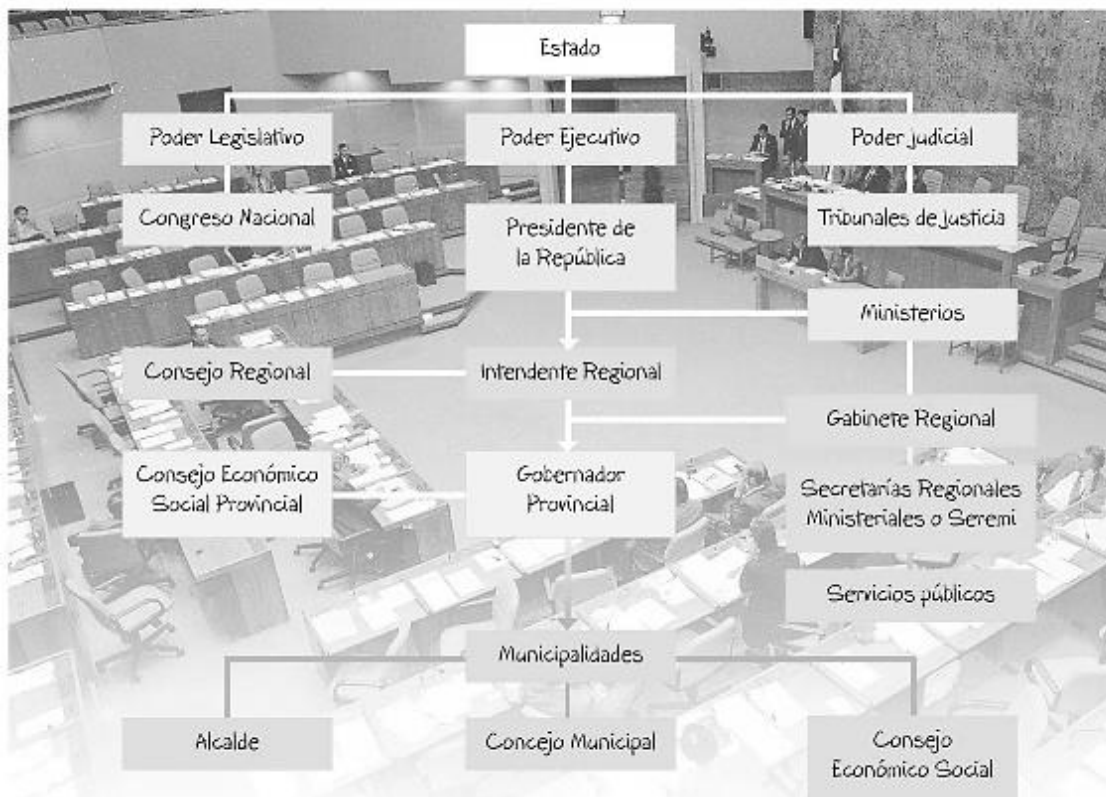 Estado
Poder Legislativo
Poder Ejecutivo
Poder Judicial
Congreso Nacional
Presidente de
la República
Tribunales de Justicia
Ministerios
Consejo Regional
Intendente Regional
Gabinete Regional
Consejo Económico
Social Provincial
Gobernador
Provincial
Secretarías Regionales
Ministeriales o Seremi
Servicios públicos
Municipalidades
Alcalde
Concejo Municipal
Consejo
Económico Social